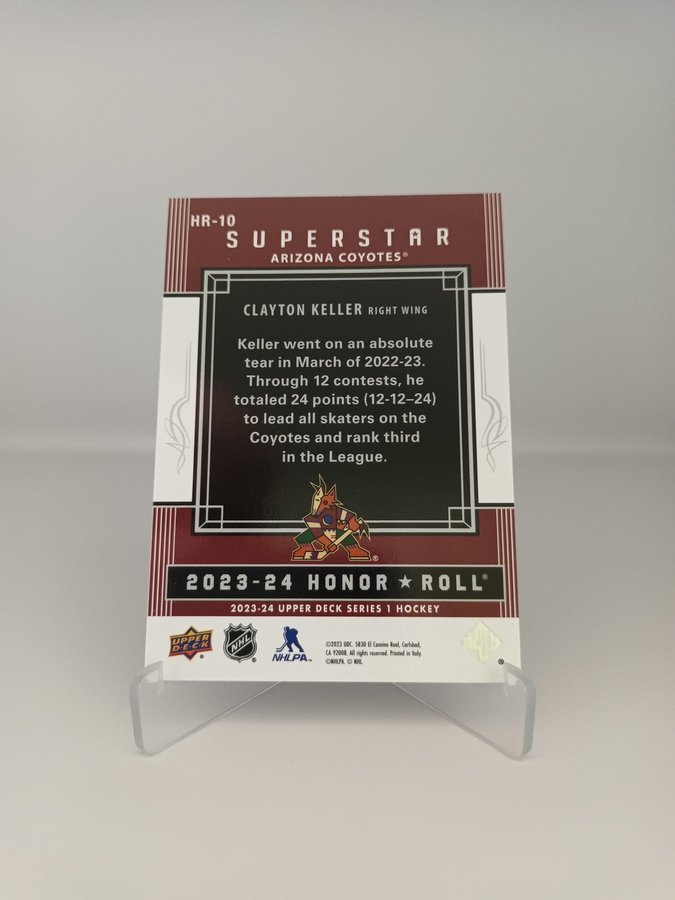 HR-10
SUPERSTAR
ARIZONA COYOTES®
CLAYTON KELLER RIGHT WING
Keller went on an absolute
tear in March of 2022-23.
Through 12 contests, he
totaled 24 points (12-12–24)
to lead all skaters on the
Coyotes and rank third
in the League.
®
2023-24 HONOR ★ ROLL®
2023-24 UPPER DECK SERIES 1 HOCKEY
UPPER DECK
NHL
NHLPA™
©2023 UDC. 5830 El Camino Real, Carlsbad,
CA 92008. All rights reserved. Printed in Italy.
©NHLPA. © NHL.
®